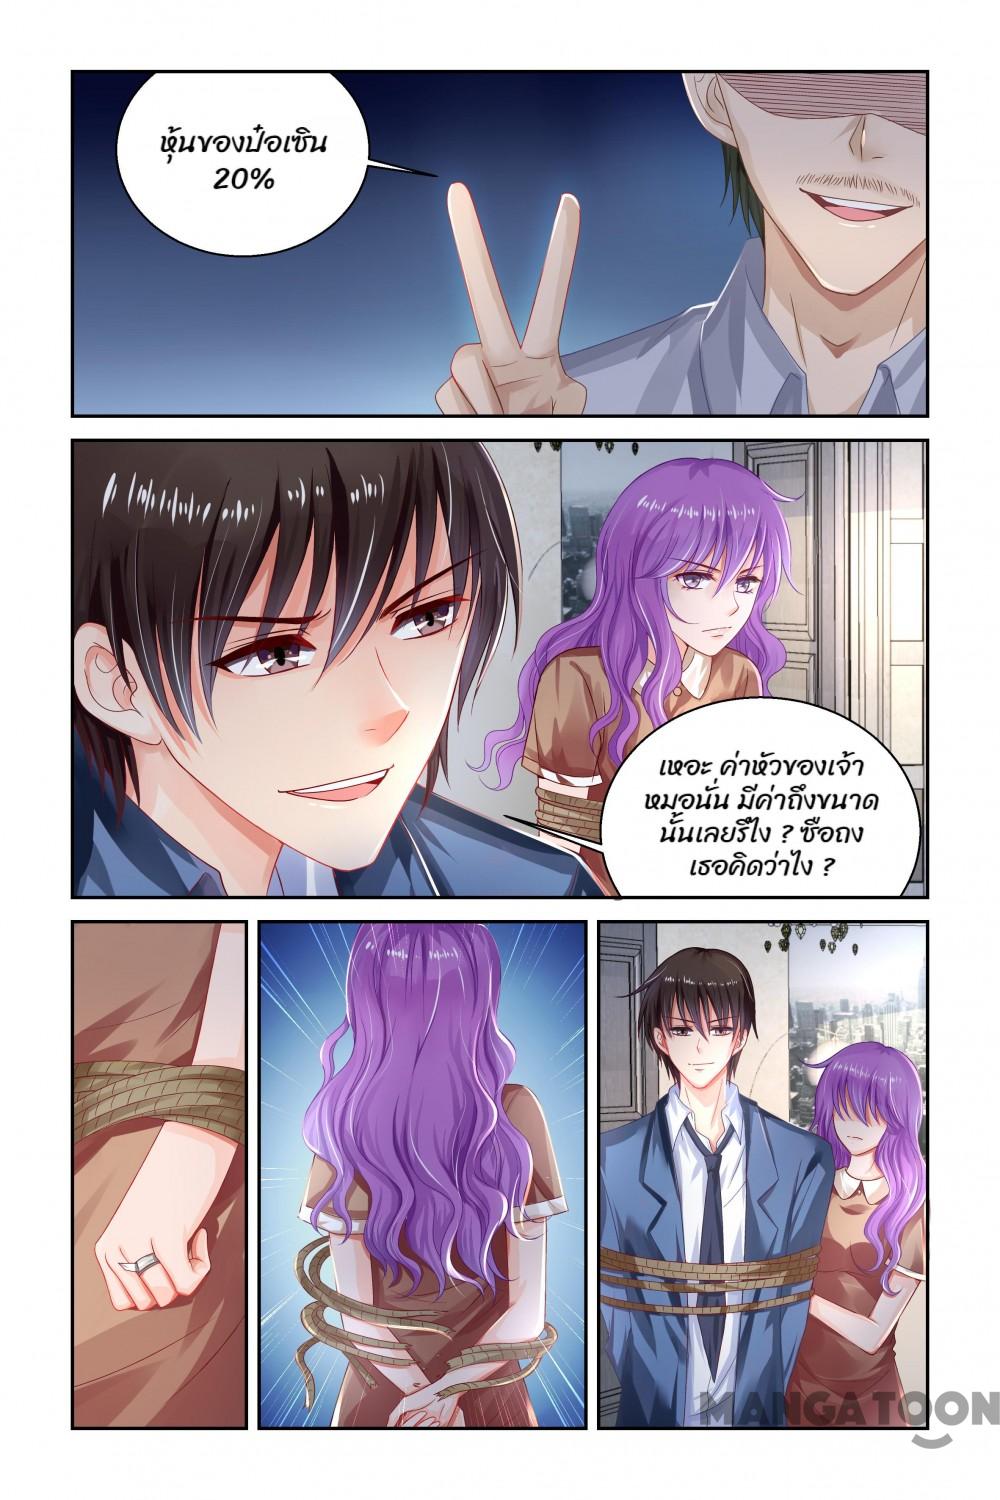 หุ้นของป๋อเซิน
20%
เหอะ ค่าหัวของเจ้า
หมอนั่น มีค่าถึงขนาด
นั้นเลยรึไง ? ซือถง
เธอคิดว่าไง ?
MANGATOON